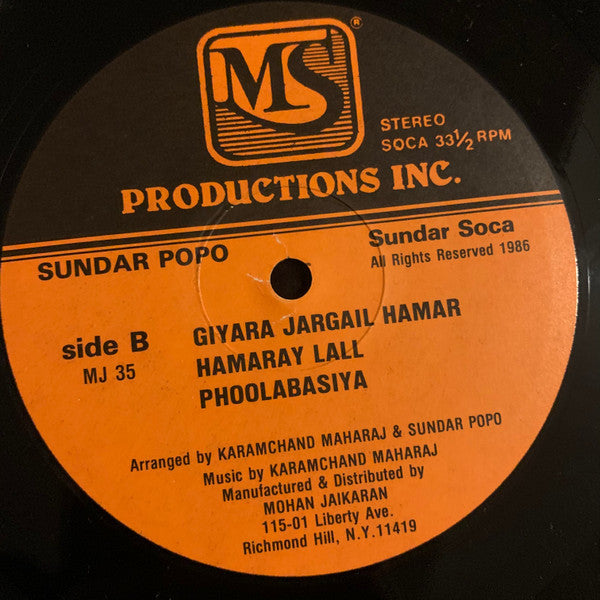 MS
®
STEREO
SOCA 33 1/2 RPM
PRODUCTIONS INC.
SUNDAR POPO
Sundar Soca
All Rights Reserved 1986
side B
MJ 35
GIYARA JARGAIL HAMAR
HAMARAY LALL
PHOOLABASIYA
Arranged by KARAMCHAND MAHARAJ & SUNDAR POPO
Music by KARAMCHAND MAHARAJ
Manufactured & Distributed by
MOHAN JAIKARAN
115-01 Liberty Ave.
Richmond Hill, N.Y.11419